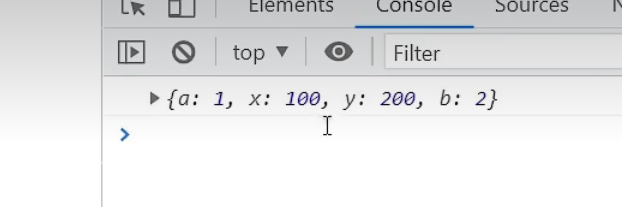 Elements Console Sources
top Filter
{a: 1, x: 100, y: 200, b: 2}